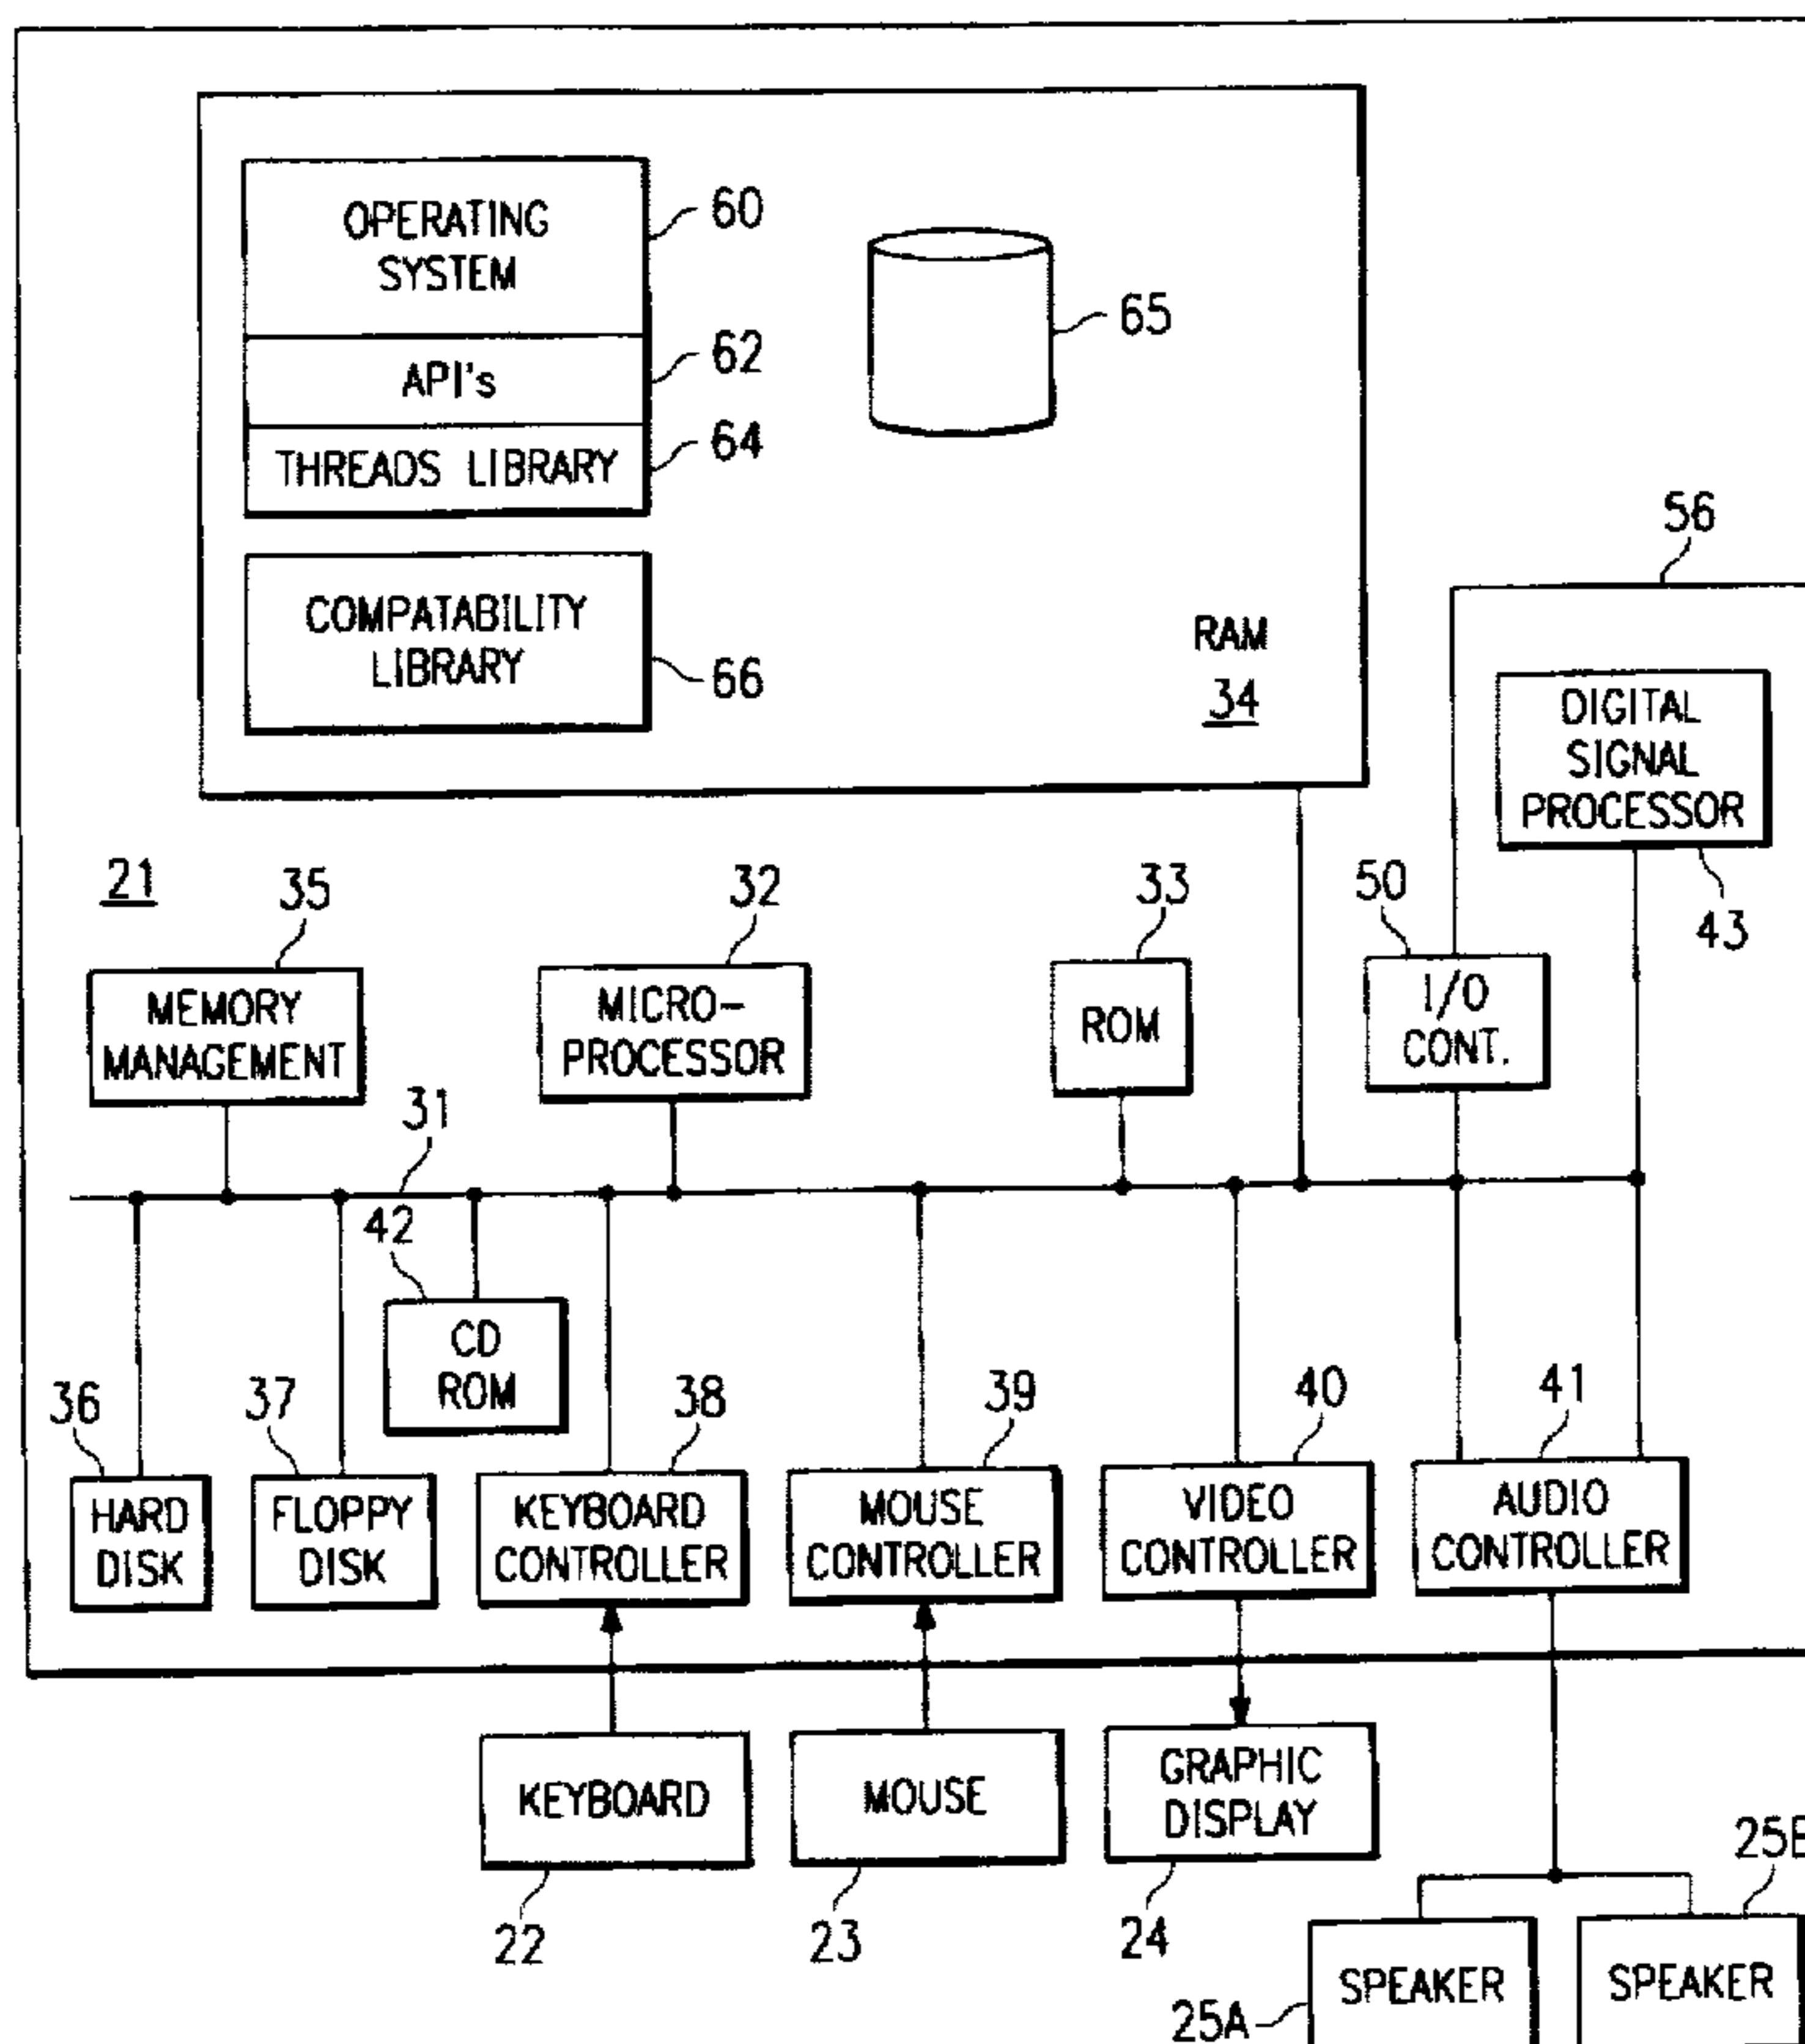 OPERATING
SYSTEM
60
API's
62
THREADS LIBRARY
64
65
COMPATABILITY
LIBRARY
66
RAM
34
56
DIGITAL
SIGNAL
PROCESSOR
43
21
35
MEMORY
MANAGEMENT
32
MICRO-
PROCESSOR
33
ROM
50
I/O
CONT.
31
42
CD
ROM
36
HARD
DISK
37
FLOPPY
DISK
38
KEYBOARD
CONTROLLER
39
MOUSE
CONTROLLER
40
VIDEO
CONTROLLER
41
AUDIO
CONTROLLER
KEYBOARD
22
MOUSE
23
GRAPHIC
DISPLAY
24
25B
SPEAKER
25A
SPEAKER